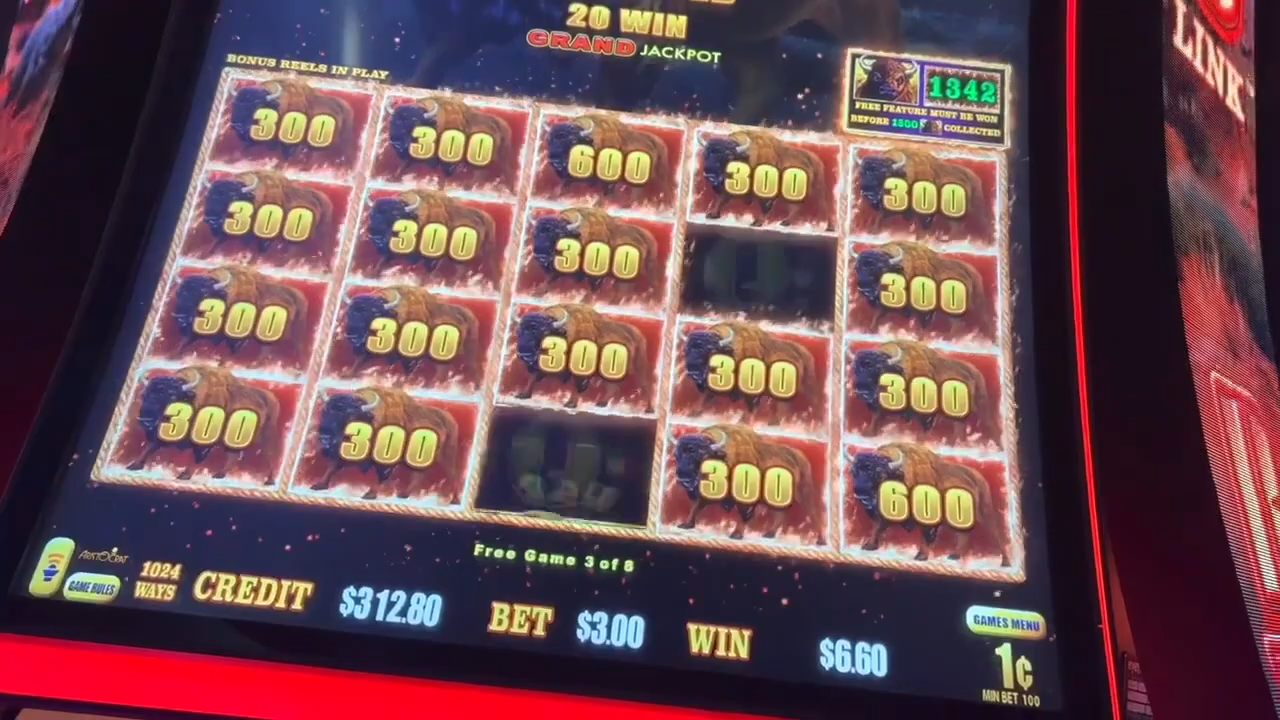 20 WIN
GRAND JACKPOT
BONUS REELS IN PLAY
1342
FREE FEATURE MUST BE WON
BEFORE 1500 COLLECTED
LINK
300 300 600 300 300
300 300 300 300
300 300 300 300 300
300 300 300 600
Free Game 3 of 8
ARISTOCRAT
GAME RULES
1024 WAYS
CREDIT $312.80 BET $3.00 WIN $6.60
GAMES MENU
1¢
MIN BET 100